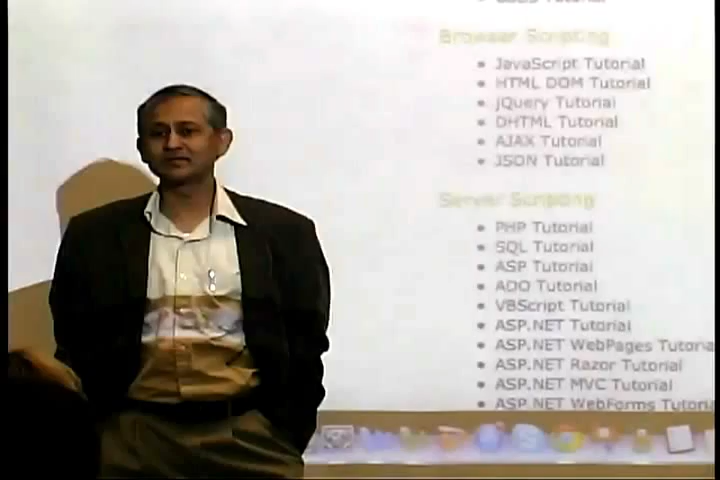 Browser Scripting
JavaScript Tutorial
HTML DOM Tutorial
jQuery Tutorial
DHTML Tutorial
AJAX Tutorial
JSON Tutorial
Server Scripting
PHP Tutorial
SQL Tutorial
ASP Tutorial
ADO Tutorial
VBScript Tutorial
ASP.NET Tutorial
ASP.NET WebPages Tutoria
ASP.NET Razor Tutorial
ASP.NET MVC Tutorial
ASP.NET WebForms Tutoria